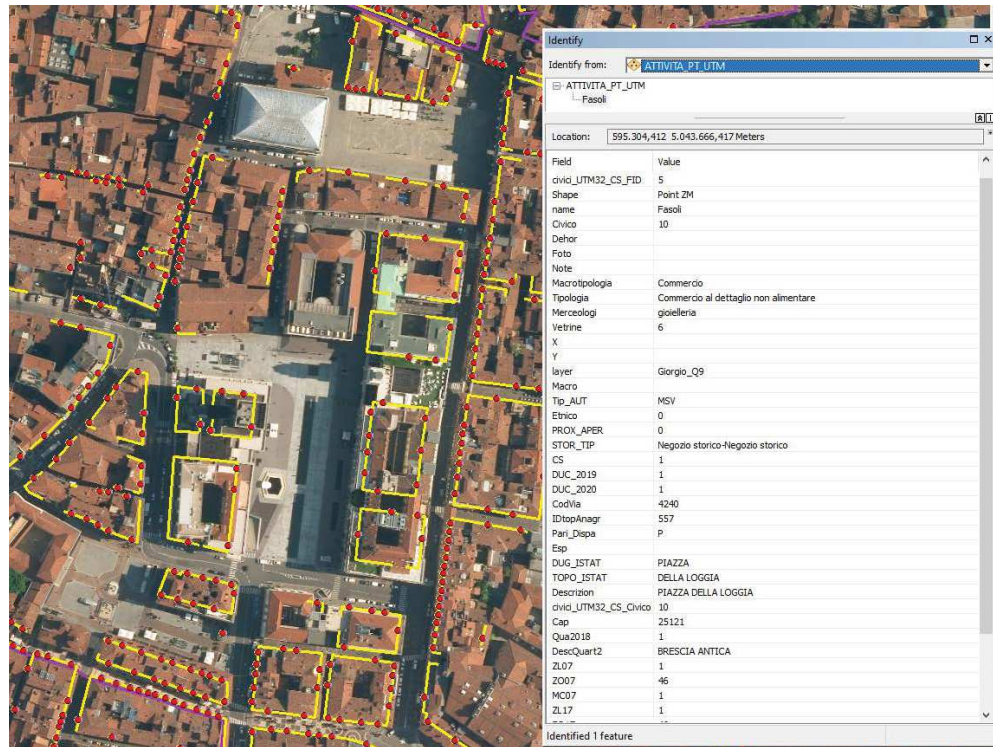 Identify
Identify from: ATTIVITA_PT_UTM
ATTIVITA_PT_UTM
Fasoli
Location: 595.304,412 5.043.666,417 Meters
Field Value
civici_UTM32_CS_FID 5
Shape Point ZM
name Fasoli
Civico 10
Dehor
Foto
Note
Macrotipologia Commercio
Tipologia Commercio al dettaglio non alimentare
Merceologi gioielleria
Vetrine 6
X
Y
layer Giorgio_Q9
Macro
Tip_AUT MSV
Etnico 0
PROX_APER 0
STOR_TIP Negozio storico-Negozio storico
CS 1
DUC_2019 1
DUC_2020 1
CodVia 4240
IDtopAnagr 557
Pari_Dispa P
Esp
DUG_ISTAT PIAZZA
TOPO_ISTAT DELLA LOGGIA
Descrizion PIAZZA DELLA LOGGIA
civici_UTM32_CS_Civico 10
Cap 25121
Qua2018 1
DescQuart2 BRESCIA ANTICA
ZL07 1
ZO07 46
MC07 1
ZL17 1
Identified 1 feature